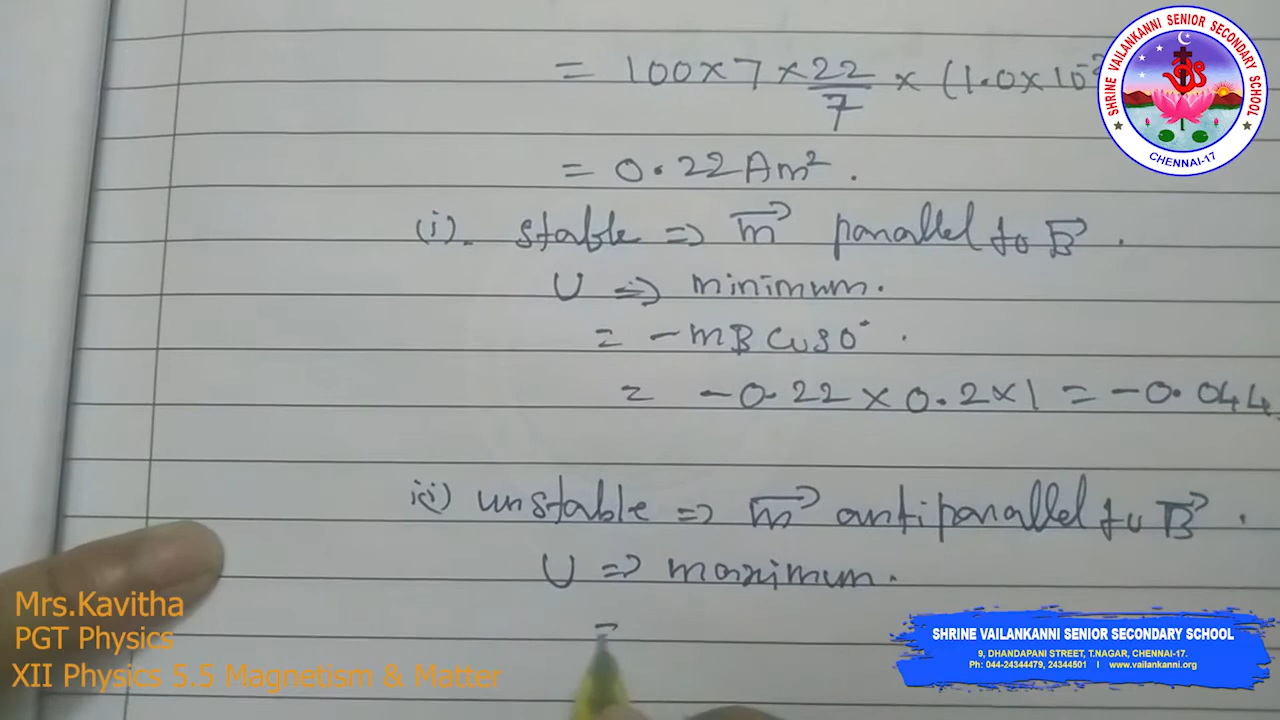 = 100 × 7 × 22/7 × (1.0 × 10⁻²
= 0.22 Am² .
(i). stable => m⃗ parallel to B⃗ .
U => minimum.
= -mB Cos 0° .
= -0.22 × 0.2 × 1 = -0.044
ii) unstable => m⃗ antiparallel to B⃗ .
U => maximum.
=
SHRINE VAILANKANNI SENIOR SECONDARY SCHOOL
CHENNAI-17
Mrs.Kavitha
PGT Physics
XII Physics 5.5 Magnetism & Matter
SHRINE VAILANKANNI SENIOR SECONDARY SCHOOL
9, DHANDAPANI STREET, T.NAGAR, CHENNAI-17.
Ph: 044-24344479, 24344501 | www.vailankanni.org